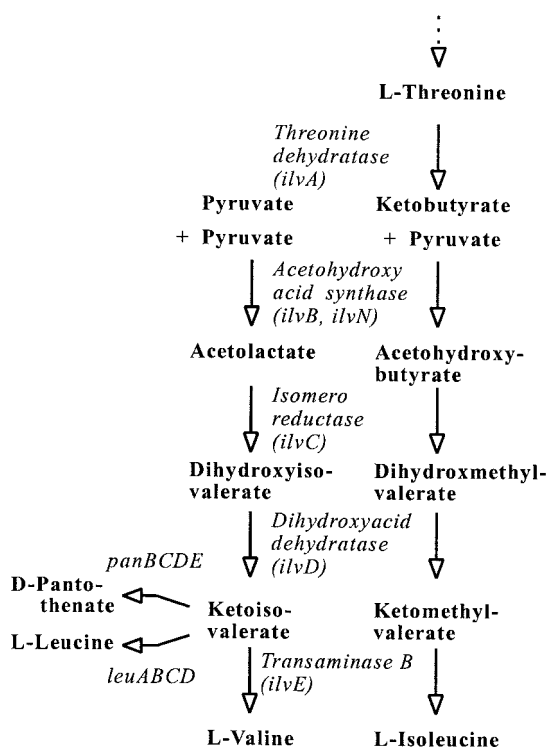 L-Threonine
Threonine
dehydratase
(ilvA)
Pyruvate Ketobutyrate
+ Pyruvate + Pyruvate
Acetohydroxy
acid synthase
(ilvB, ilvN)
Acetolactate Acetohydroxy-
butyrate
Isomero
reductase
(ilvC)
Dihydroxyiso-
valerate
Dihydroxmethyl-
valerate
Dihydroxyacid
dehydratase
(ilvD)
panBCDE
D-Panto-
thenate
L-Leucine
leuABCD
Ketoiso-
valerate
Ketomethyl-
valerate
Transaminase B
(ilvE)
L-Valine L-Isoleucine